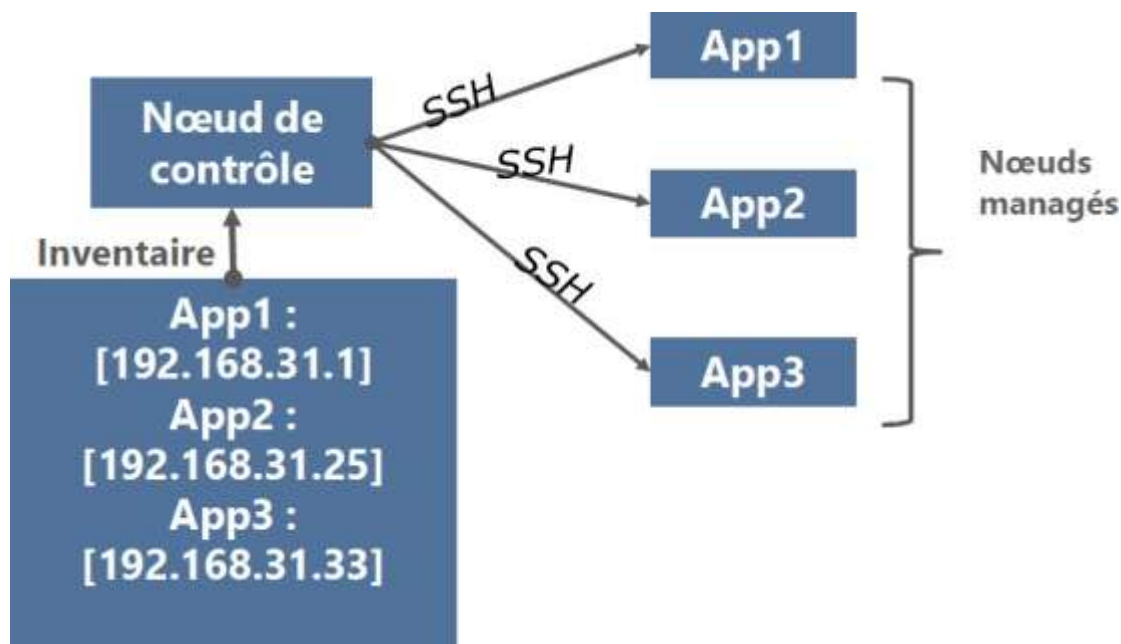 App1
SSH
Nœud de
contrôle
SSH
App2
Nœuds
managés
SSH
Inventaire
App3
App1 :
[192.168.31.1]
App2 :
[192.168.31.25]
App3 :
[192.168.31.33]